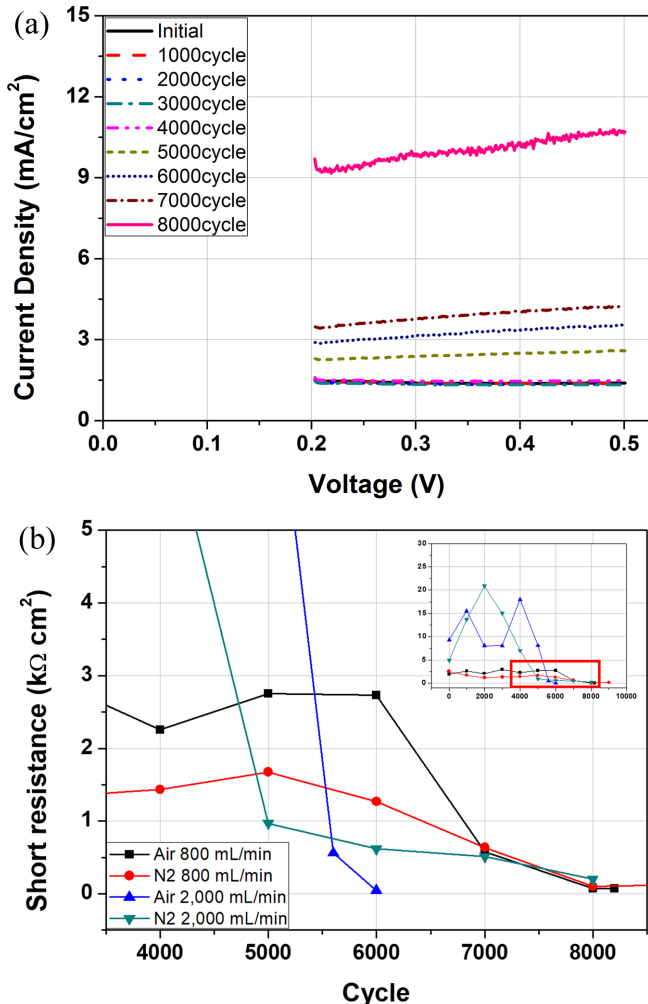 (a)
Current Density (mA/cm²)
15
12
9
6
3
0
Initial
1000cycle
2000cycle
3000cycle
4000cycle
5000cycle
6000cycle
7000cycle
8000cycle
0.0 0.1 0.2 0.3 0.4 0.5
Voltage (V)
(b)
Short resistance (kΩ cm²)
5
4
3
2
1
0
30
25
20
15
10
5
0
0 2000 4000 6000 8000 10000
Air 800 mL/min
N2 800 mL/min
Air 2,000 mL/min
N2 2,000 mL/min
4000 5000 6000 7000 8000
Cycle